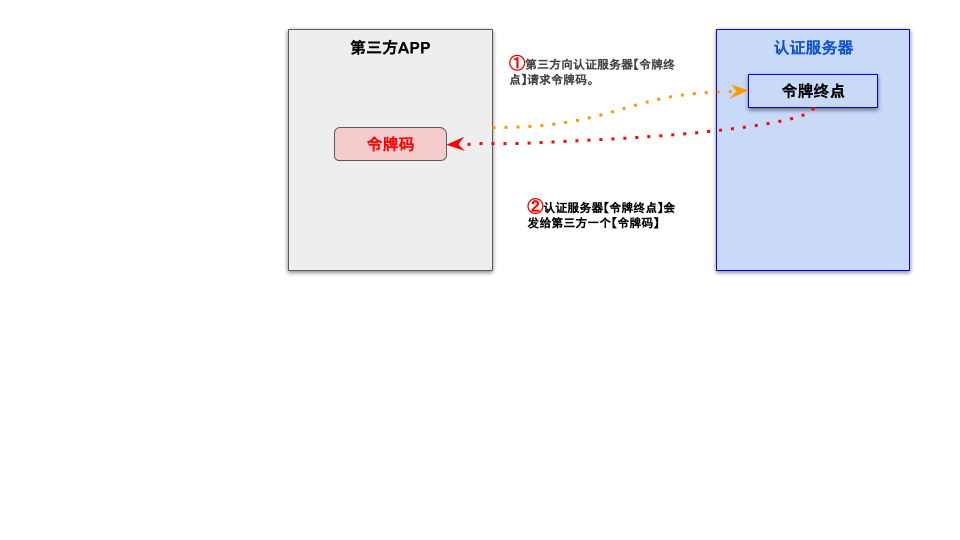 第三方APP
认证服务器
①第三方向认证服务器【令牌终
点】请求令牌码。
令牌终点
令牌码
②认证服务器【令牌终点】会
发给第三方一个【令牌码】